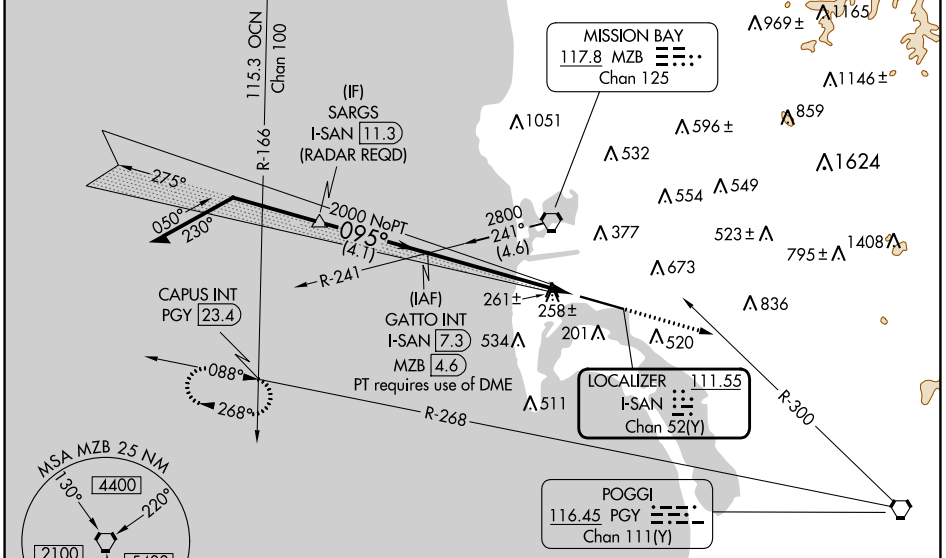 115.3 OCN
Chan 100
R-166
(IF)
SARGS
I-SAN 11.3
(RADAR REQD)
MISSION BAY
117.8 MZB
Chan 125
969±
1165
1146±
859
1051
596±
532
1624
554
549
377
523±
795±
1408
673
836
275°
050°
230°
2000 NoPT
095°
(4.1)
2800
241°
(4.6)
R-241
261±
258±
(IAF)
GATTO INT
I-SAN 7.3
MZB 4.6
PT requires use of DME
CAPUS INT
PGY 23.4
534
201
520
511
088°
268°
R-268
LOCALIZER 111.55
I-SAN
Chan 52(Y)
R-300
MSA MZB 25 NM
130°
4400
220°
2100
POGGI
116.45 PGY
Chan 111(Y)